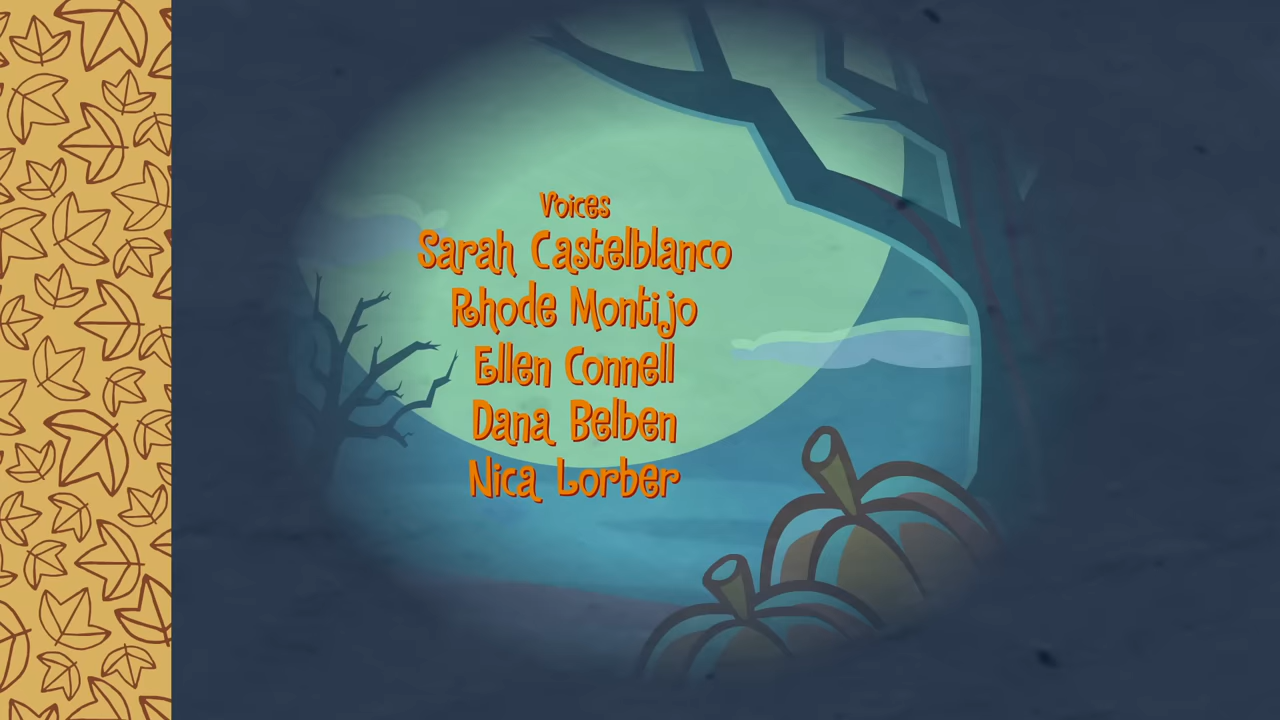 Voices
Sarah Castelblanco
Rhode Montijo
Ellen Connell
Dana Belben
Nica Lorber